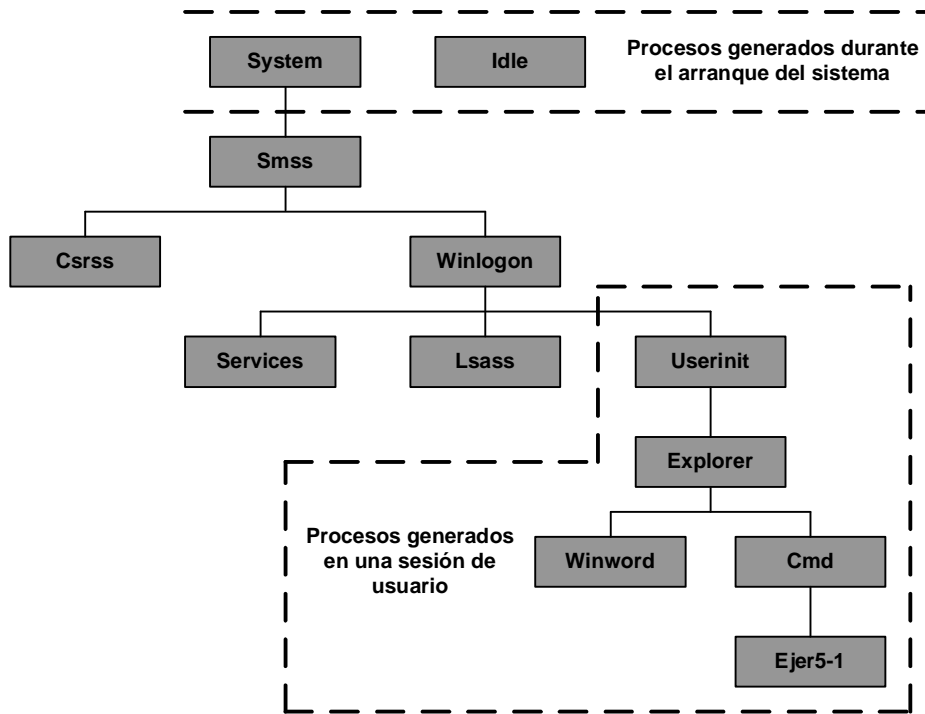 System
Idle
Procesos generados durante
el arranque del sistema
Smss
Csrss
Winlogon
Services
Lsass
Userinit
Explorer
Procesos generados
en una sesión de
usuario
Winword
Cmd
Ejer5-1